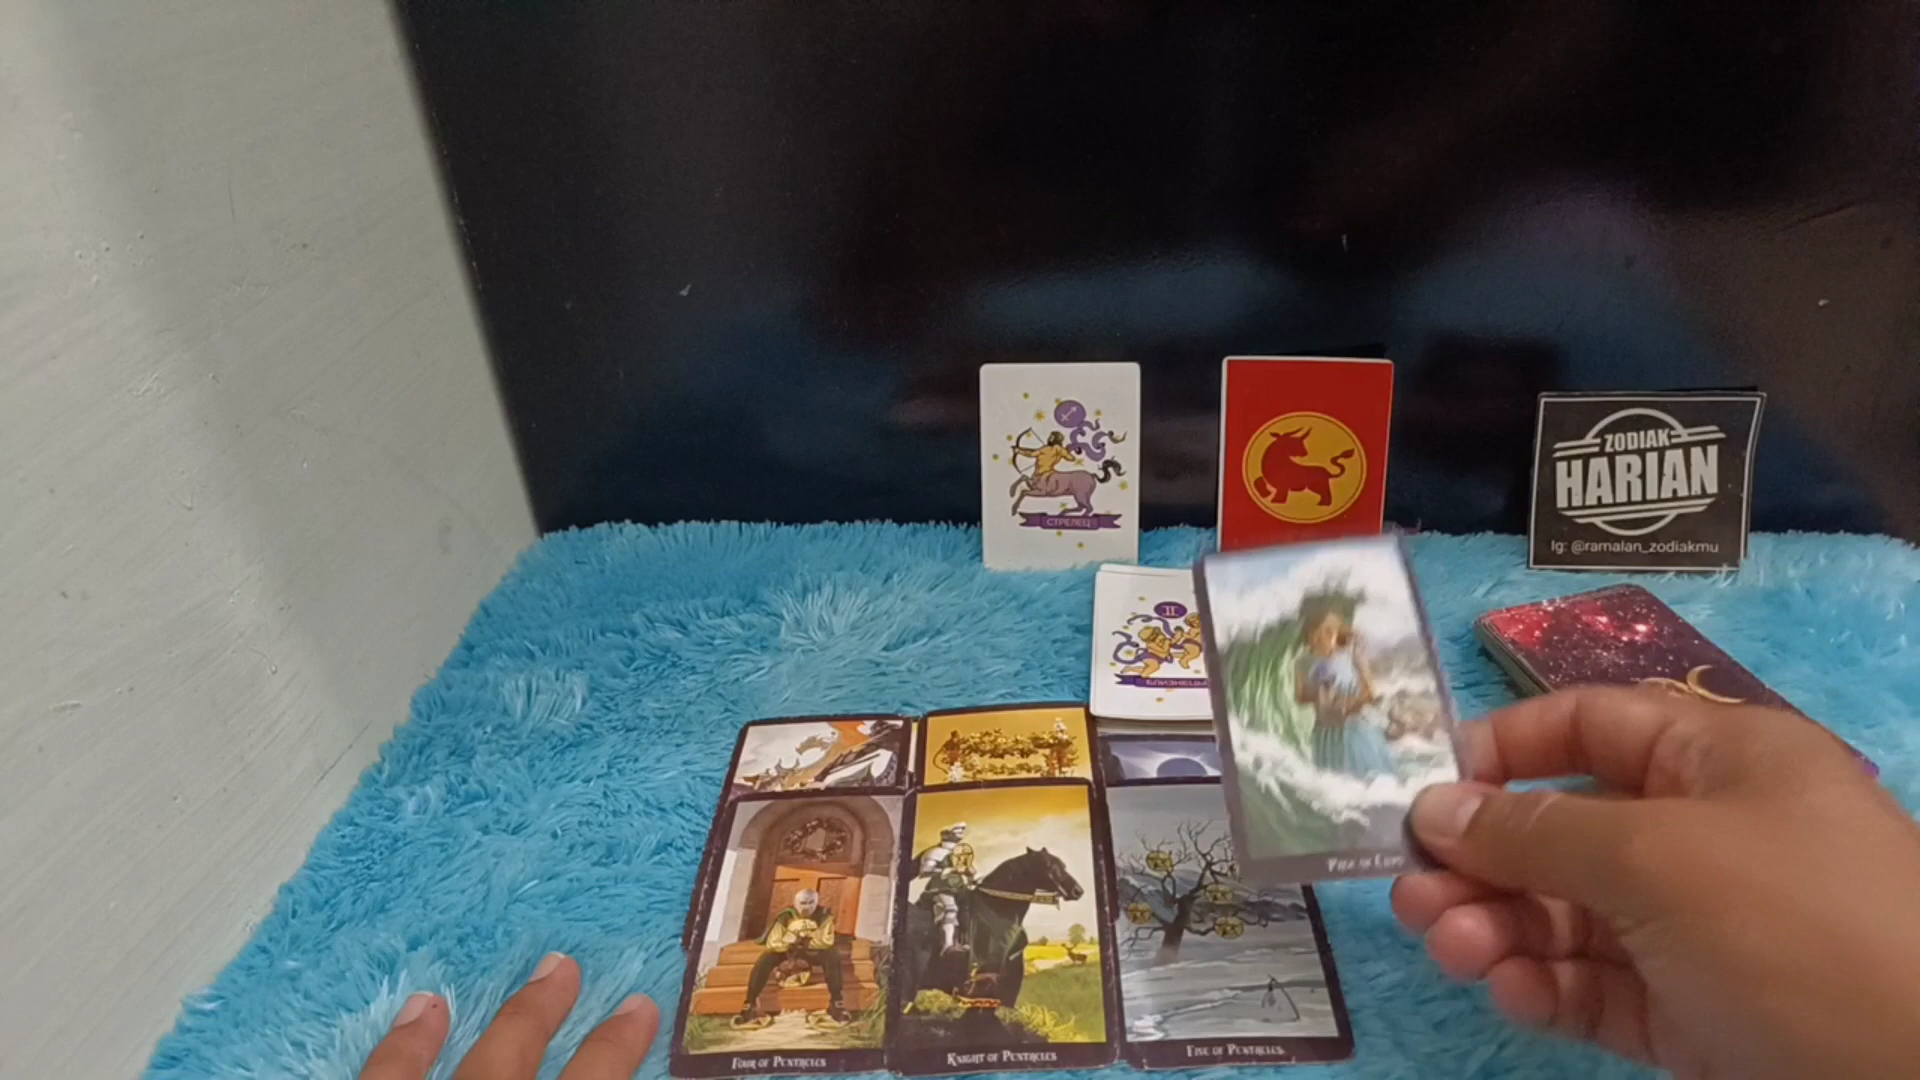 СТРЕЛЕЦ
ZODIAK
HARIAN
Ig: @ramalan_zodiakmu
FOUR OF PENTACLES
KNIGHT OF PENTACLES
FIVE OF PENTACLES